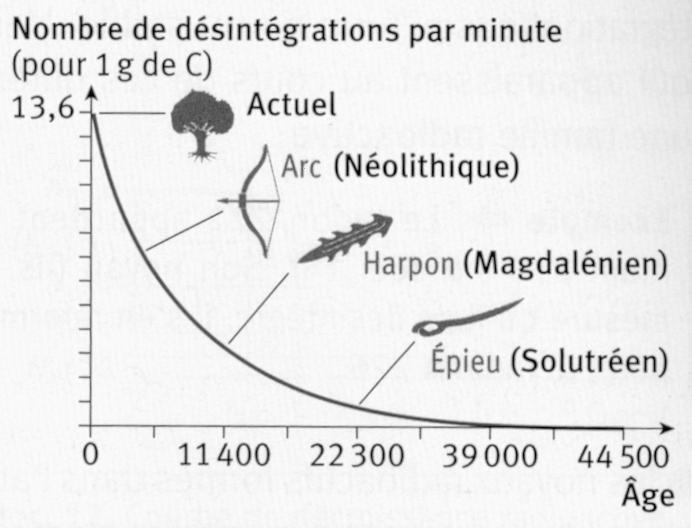 Nombre de désintégrations par minute
(pour 1 g de C)
13,6
Actuel
Arc (Néolithique)
Harpon (Magdalénien)
Épieu (Solutréen)
0 11 400 22 300 39 000 44 500
Âge